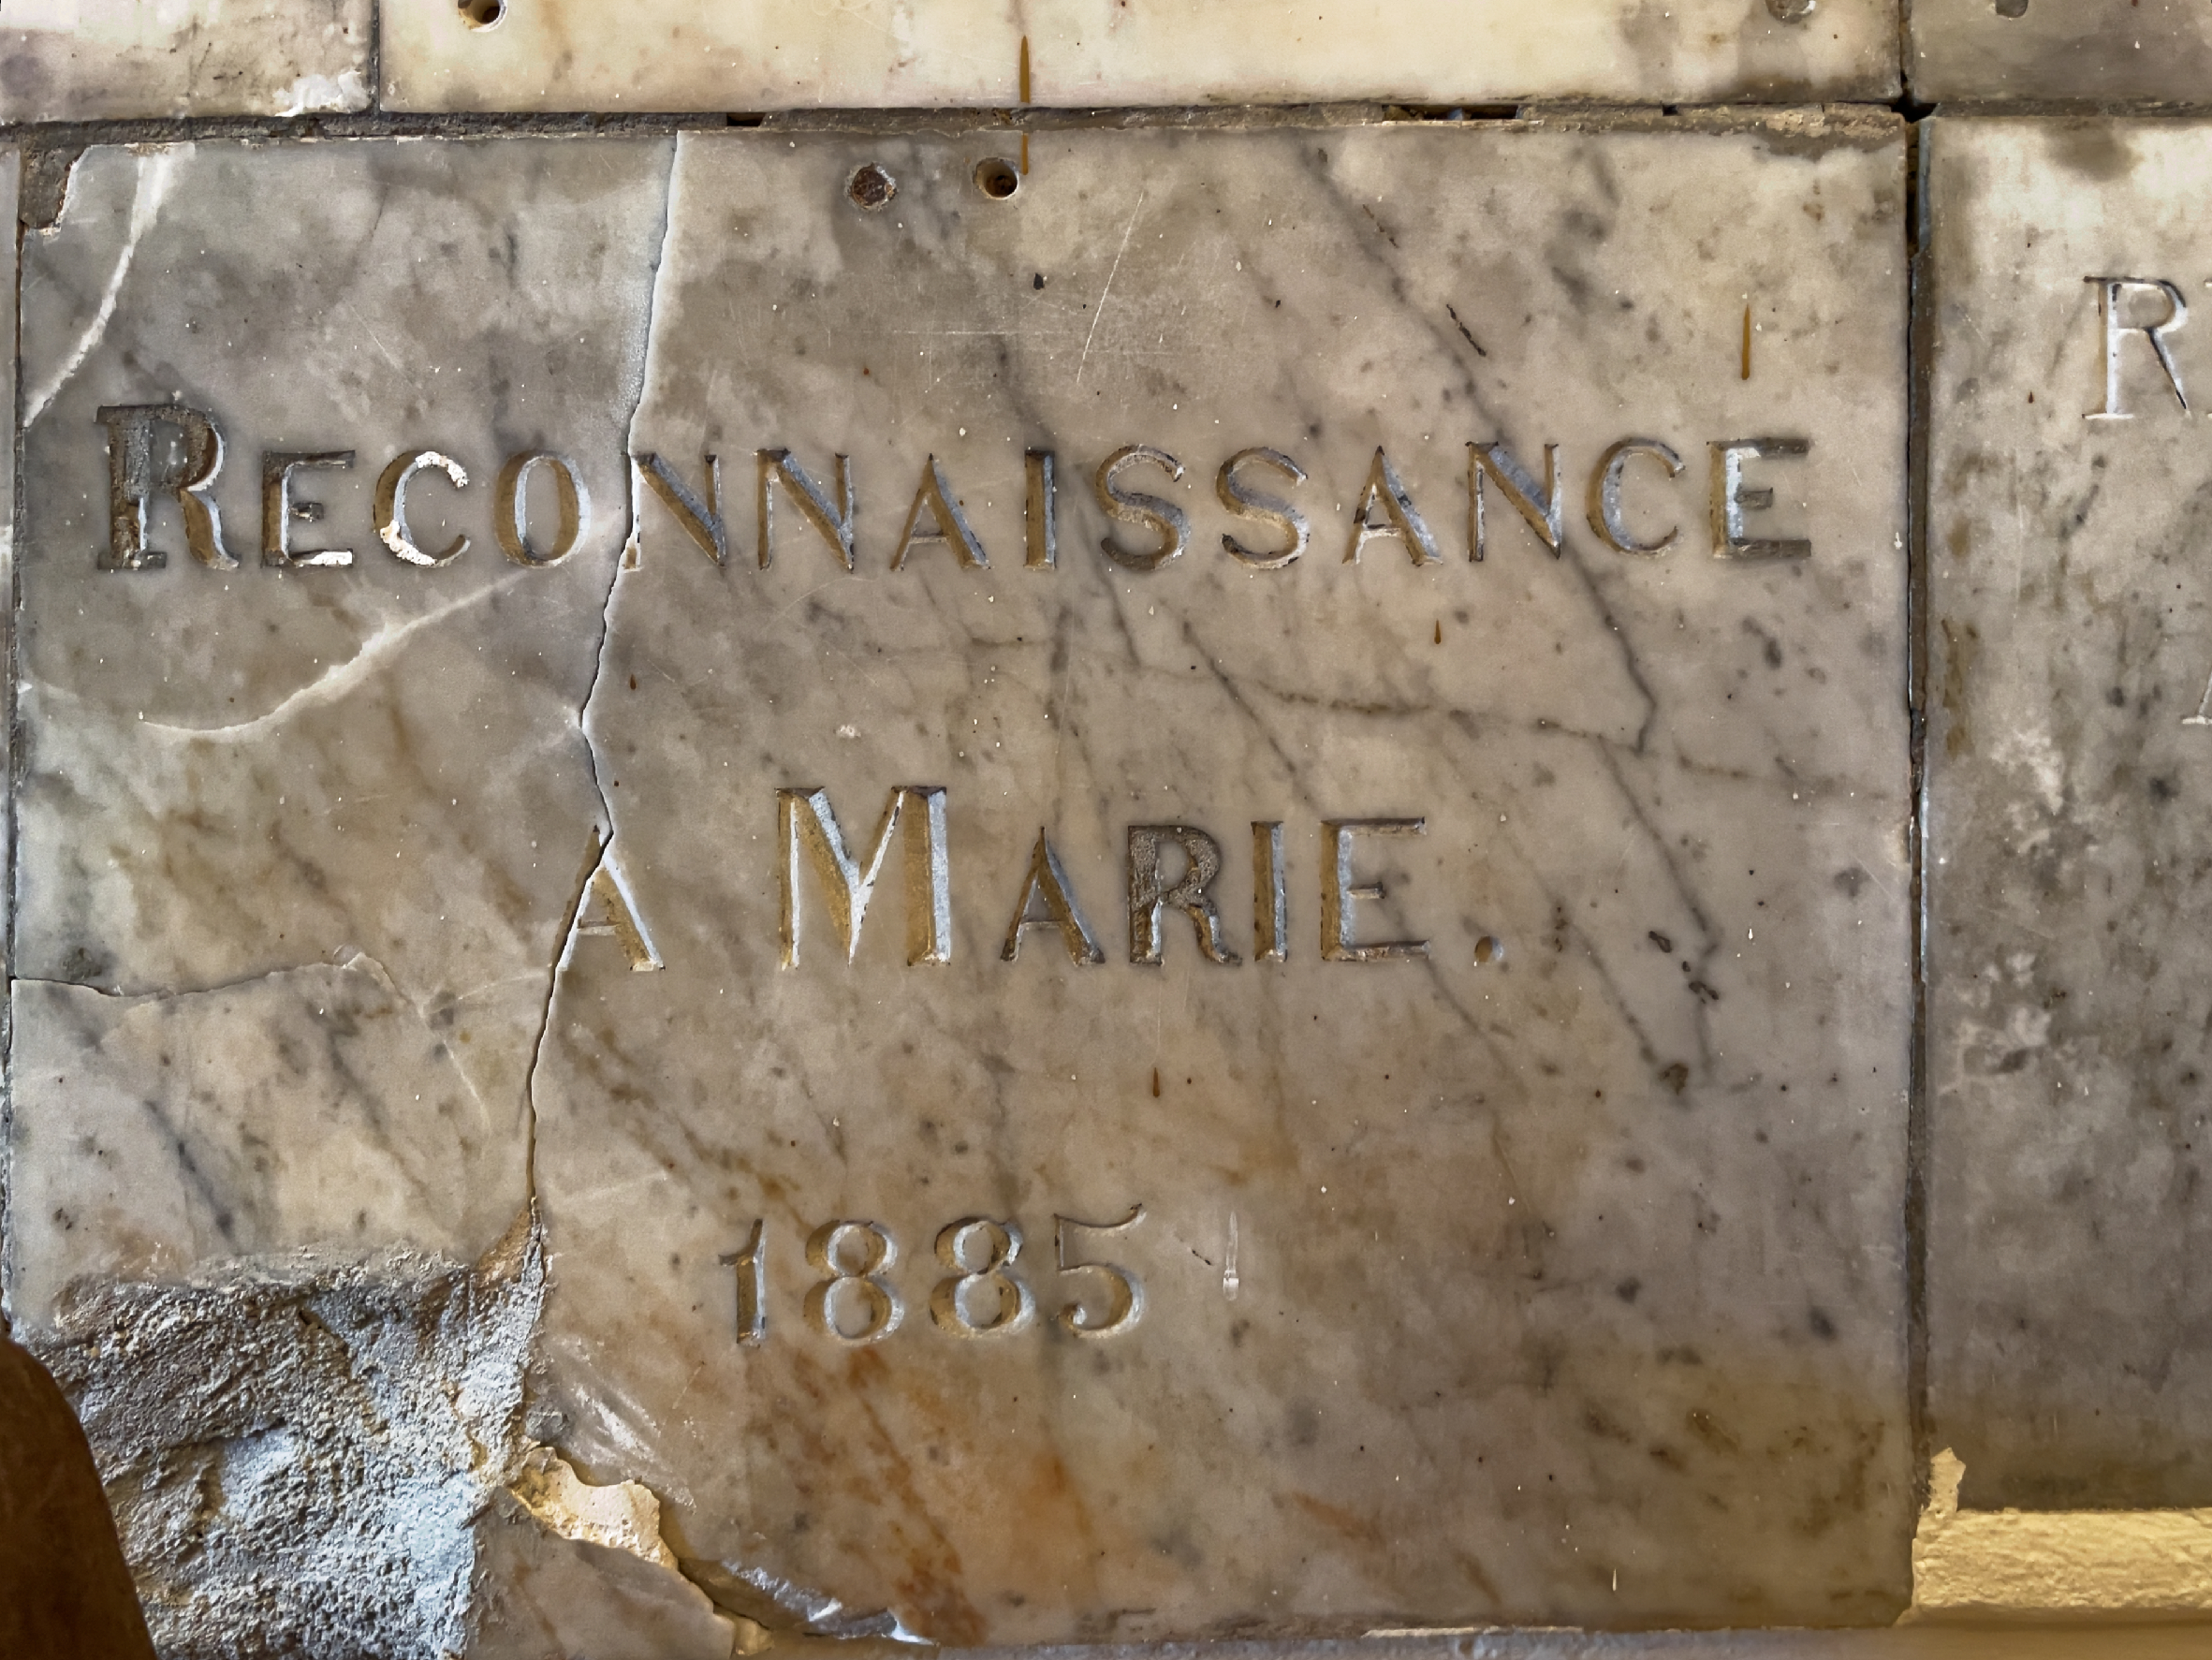 RECONNAISSANCE
A MARIE.
1885
R